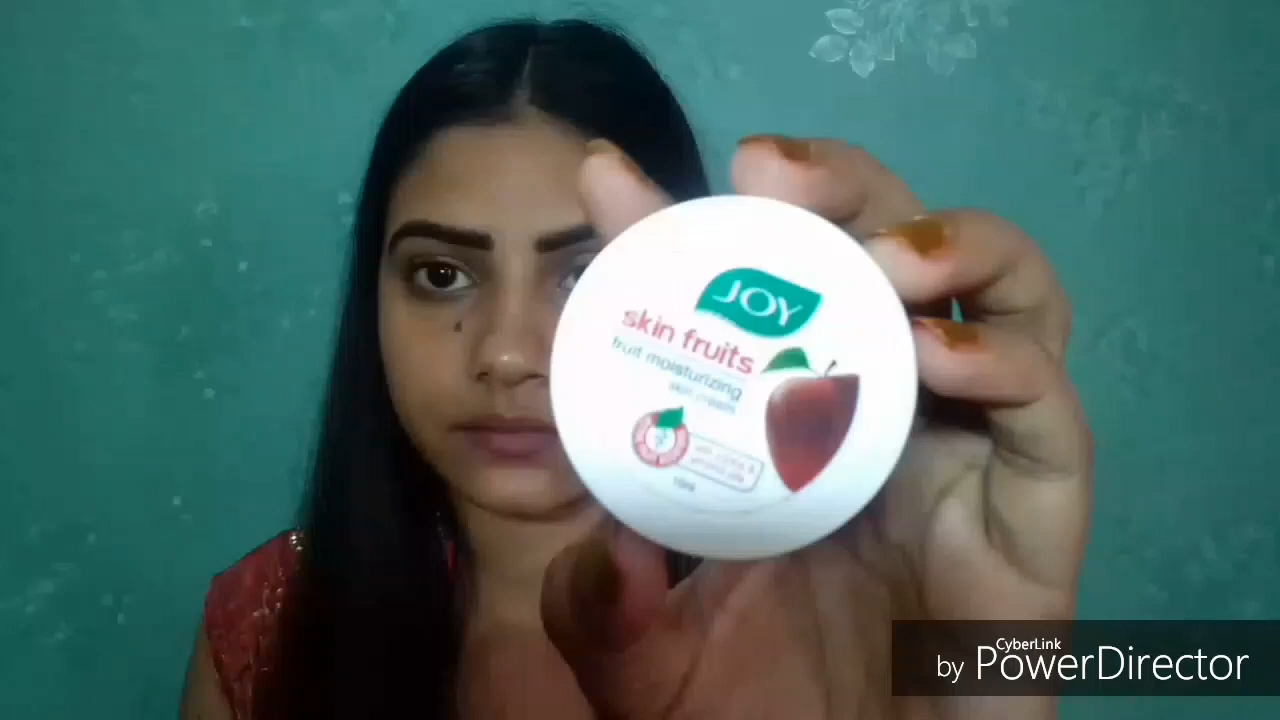 JOY
skin fruits
fruit moisturizing
skin cream
CyberLink
by PowerDirector